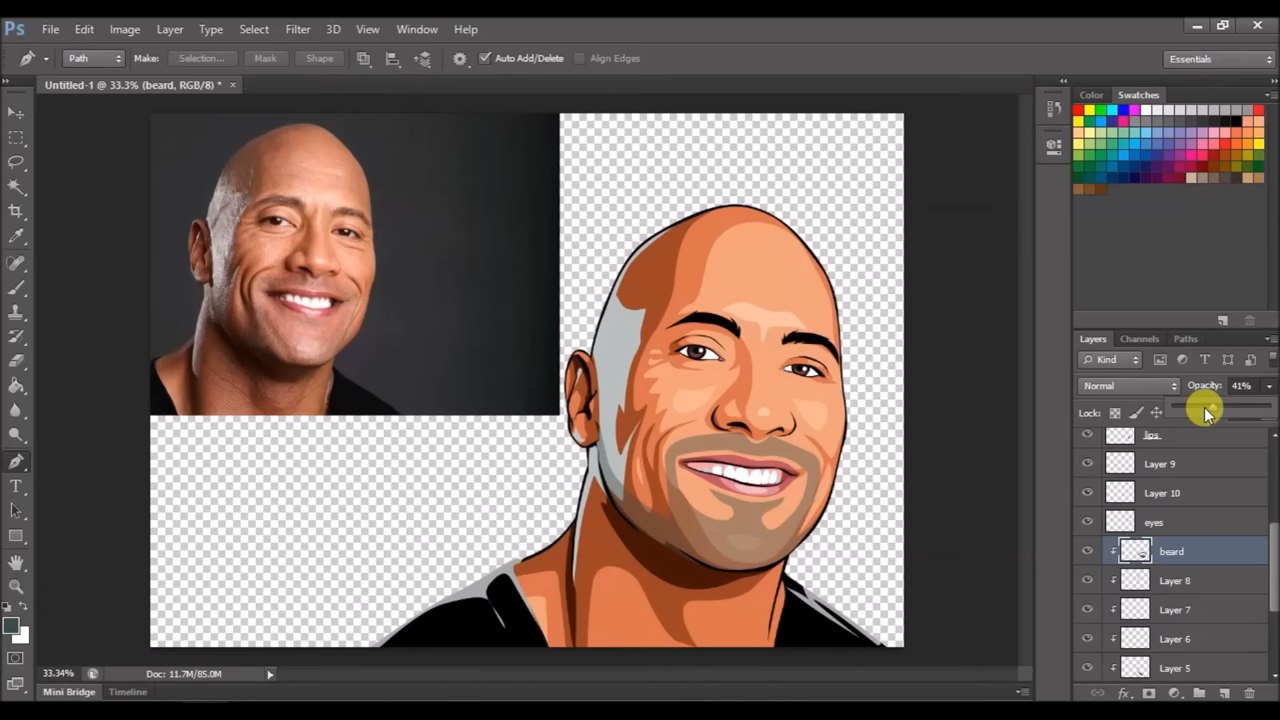 Ps File Edit Image Layer Type Select Filter 3D View Window Help
Path Make: Selection... Mask Shape Auto Add/Delete Align Edges Essentials
Untitled-1 @ 33.3% (beard, RGB/8) * ×
Color Swatches
Layers Channels Paths
Kind
Normal Opacity: 41%
Lock:
lips
Layer 9
Layer 10
eyes
beard
Layer 8
Layer 7
Layer 6
Layer 5
33.34% Doc: 11.7M/85.0M
Mini Bridge Timeline
fx